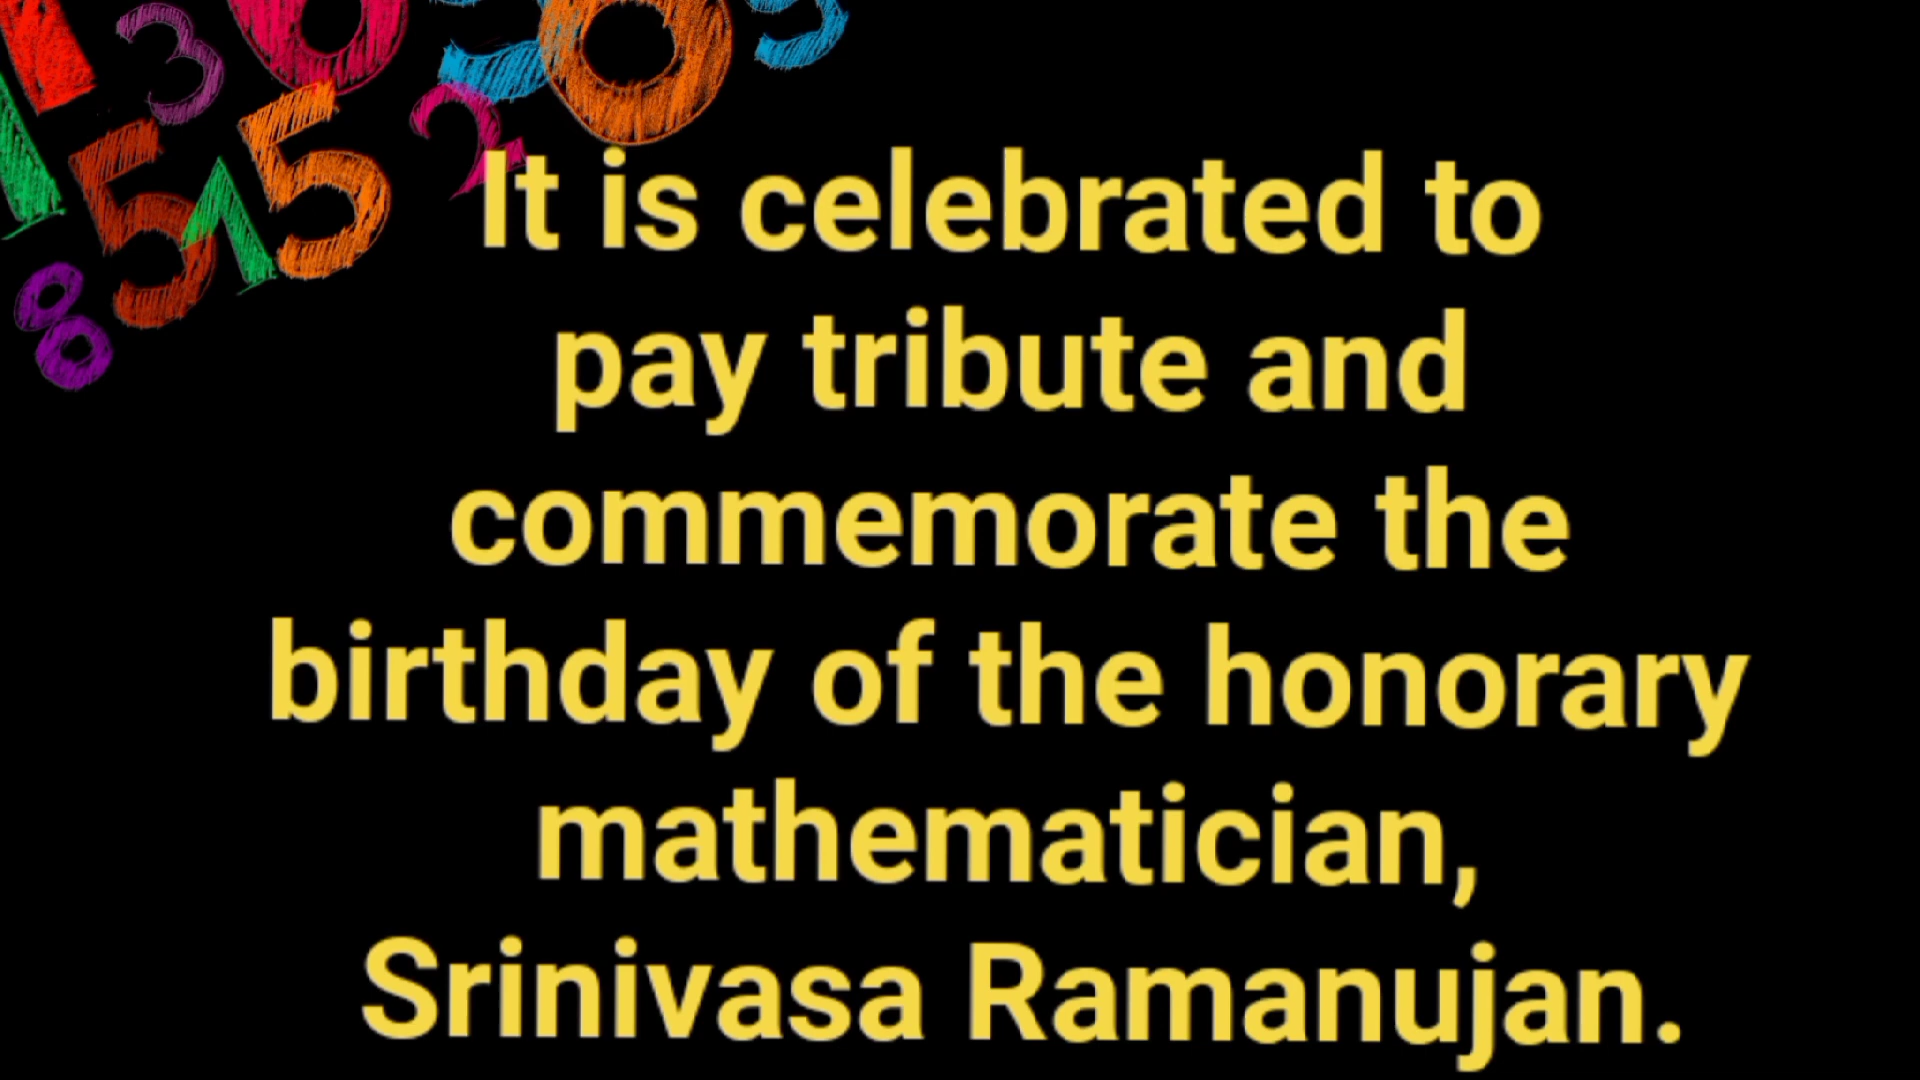 It is celebrated to
pay tribute and
commemorate the
birthday of the honorary
mathematician,
Srinivasa Ramanujan.